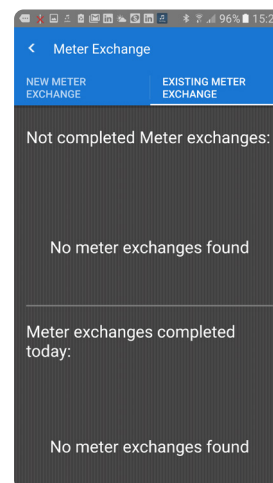 96% 15:2
Meter Exchange
NEW METER EXISTING METER
EXCHANGE EXCHANGE
Not completed Meter exchanges:
No meter exchanges found
Meter exchanges completed
today:
No meter exchanges found